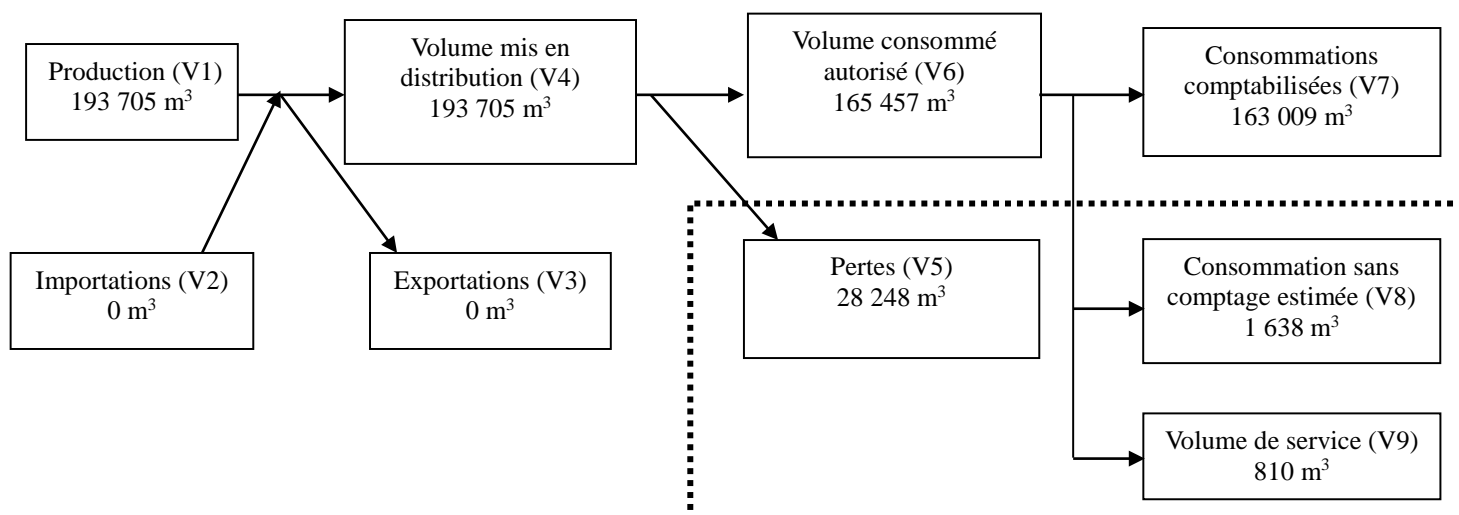 Production (V1)
193 705 m³
Volume mis en
distribution (V4)
193 705 m³
Volume consommé
autorisé (V6)
165 457 m³
Consommations
comptabilisées (V7)
163 009 m³
Importations (V2)
0 m³
Exportations (V3)
0 m³
Pertes (V5)
28 248 m³
Consommation sans
comptage estimée (V8)
1 638 m³
Volume de service (V9)
810 m³